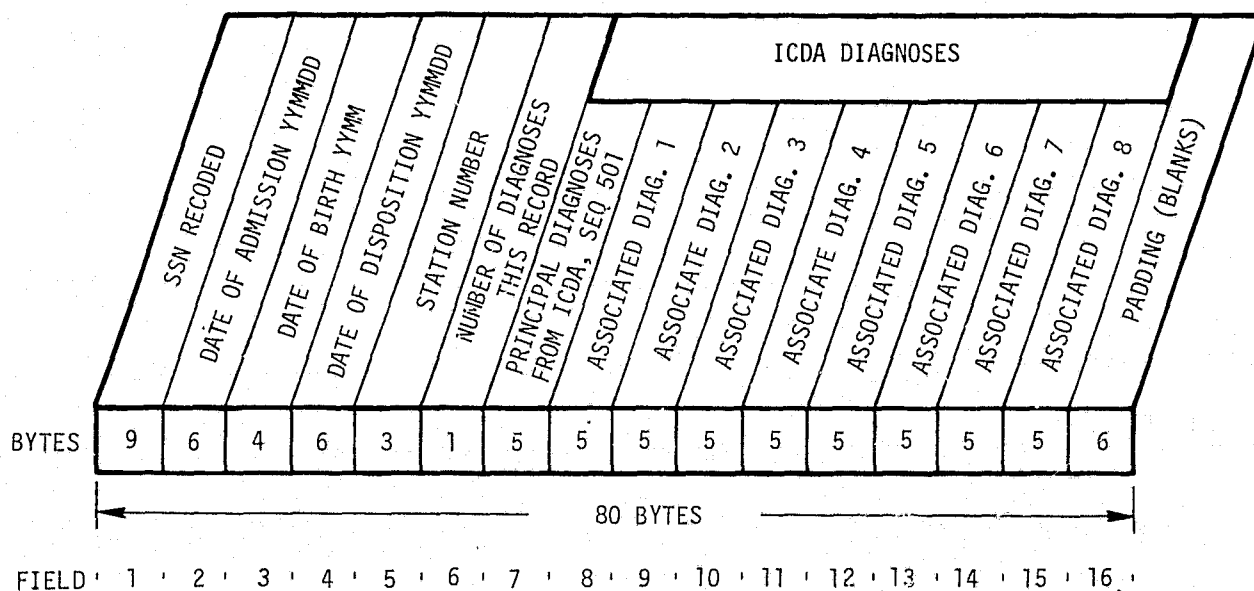 ICDA DIAGNOSES
SSN RECODED
DATE OF ADMISSION YYMMDD
DATE OF BIRTH YYMM
DATE OF DISPOSITION YYMMDD
STATION NUMBER
NUMBER OF DIAGNOSES
THIS RECORD
PRINCIPAL DIAGNOSES
FROM ICDA, SEQ 501
ASSOCIATED DIAG. 1
ASSOCIATE DIAG. 2
ASSOCIATED DIAG. 3
ASSOCIATE DIAG. 4
ASSOCIATED DIAG. 5
ASSOCIATED DIAG. 6
ASSOCIATED DIAG. 7
ASSOCIATED DIAG. 8
PADDING (BLANKS)
BYTES 9 6 4 6 3 1 5 5 5 5 5 5 5 5 5 6
80 BYTES
FIELD 1 2 3 4 5 6 7 8 9 10 11 12 13 14 15 16